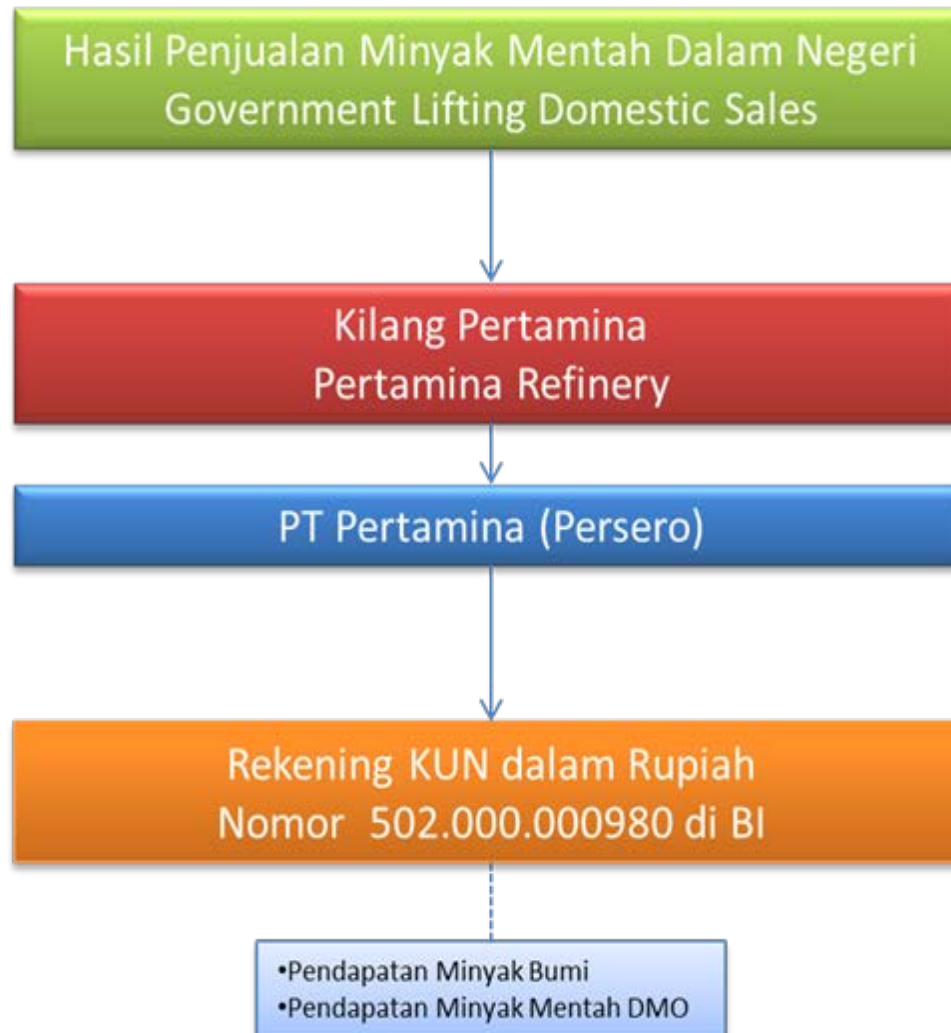 Hasil Penjualan Minyak Mentah Dalam Negeri
Government Lifting Domestic Sales
Kilang Pertamina
Pertamina Refinery
PT Pertamina (Persero)
Rekening KUN dalam Rupiah
Nomor 502.000.000980 di BI
•Pendapatan Minyak Bumi
•Pendapatan Minyak Mentah DMO